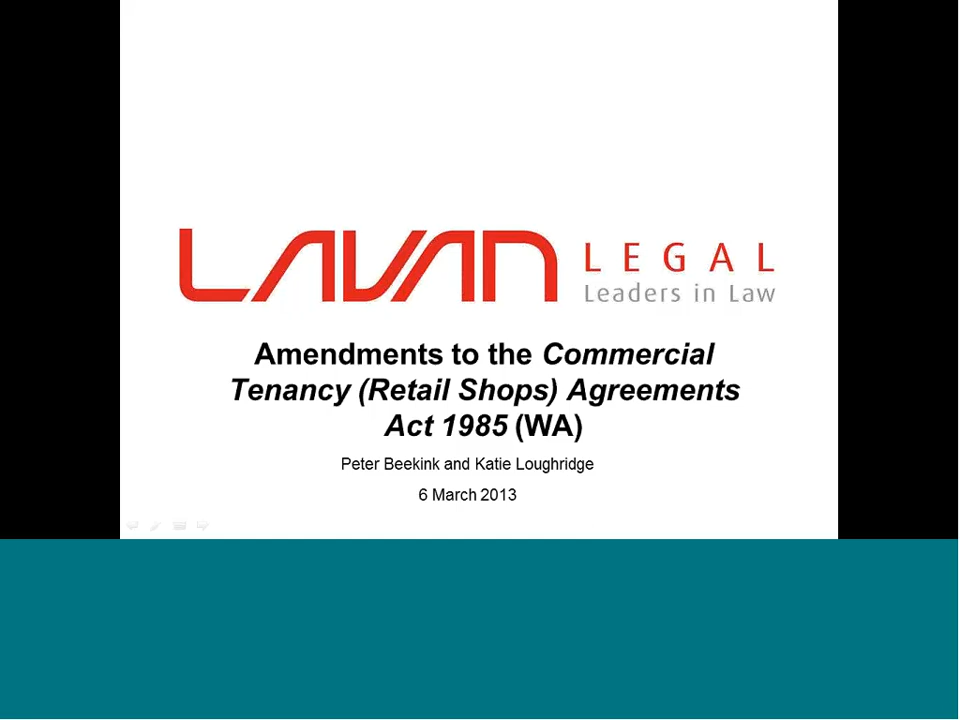 LAVAN LEGAL
Leaders in Law
Amendments to the Commercial
Tenancy (Retail Shops) Agreements
Act 1985 (WA)
Peter Beekink and Katie Loughridge
6 March 2013